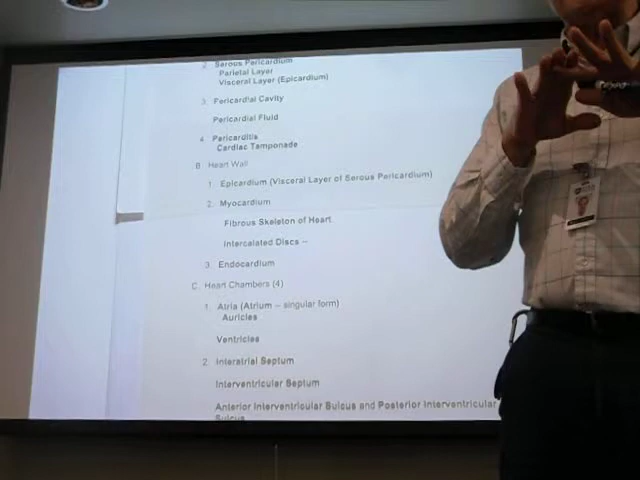 2. Serous Pericardium
Parietal Layer
Visceral Layer (Epicardium)
3. Pericardial Cavity
Pericardial Fluid
4. Pericarditis
Cardiac Tamponade
B. Heart Wall
1. Epicardium (Visceral Layer of Serous Pericardium)
2. Myocardium
Fibrous Skeleton of Heart
Intercalated Discs --
3. Endocardium
C. Heart Chambers (4)
1. Atria (Atrium -- singular form)
Auricles
Ventricles
2. Interatrial Septum
Interventricular Septum
Anterior Interventricular Sulcus and Posterior Interventricular
Sulcus